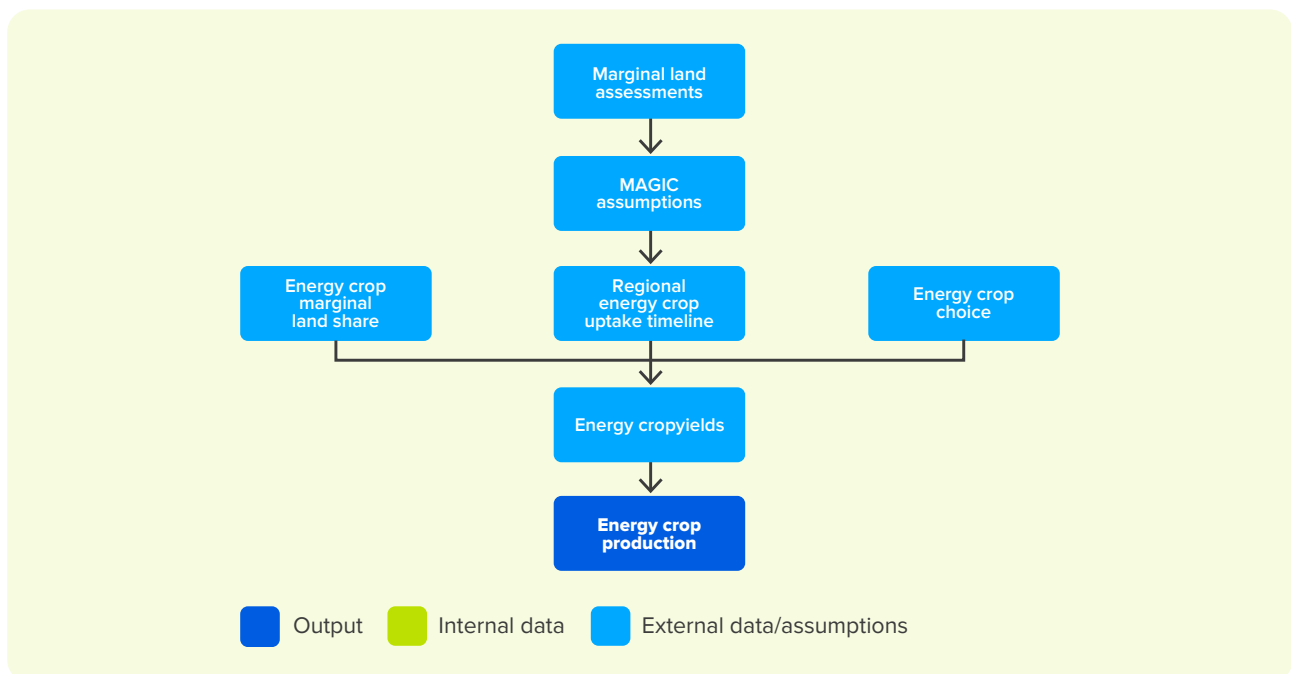 Marginal land
assessments
MAGIC
assumptions
Energy crop
marginal
land share
Regional
energy crop
uptake timeline
Energy crop
choice
Energy cropyields
Energy crop
production
Output
Internal data
External data/assumptions